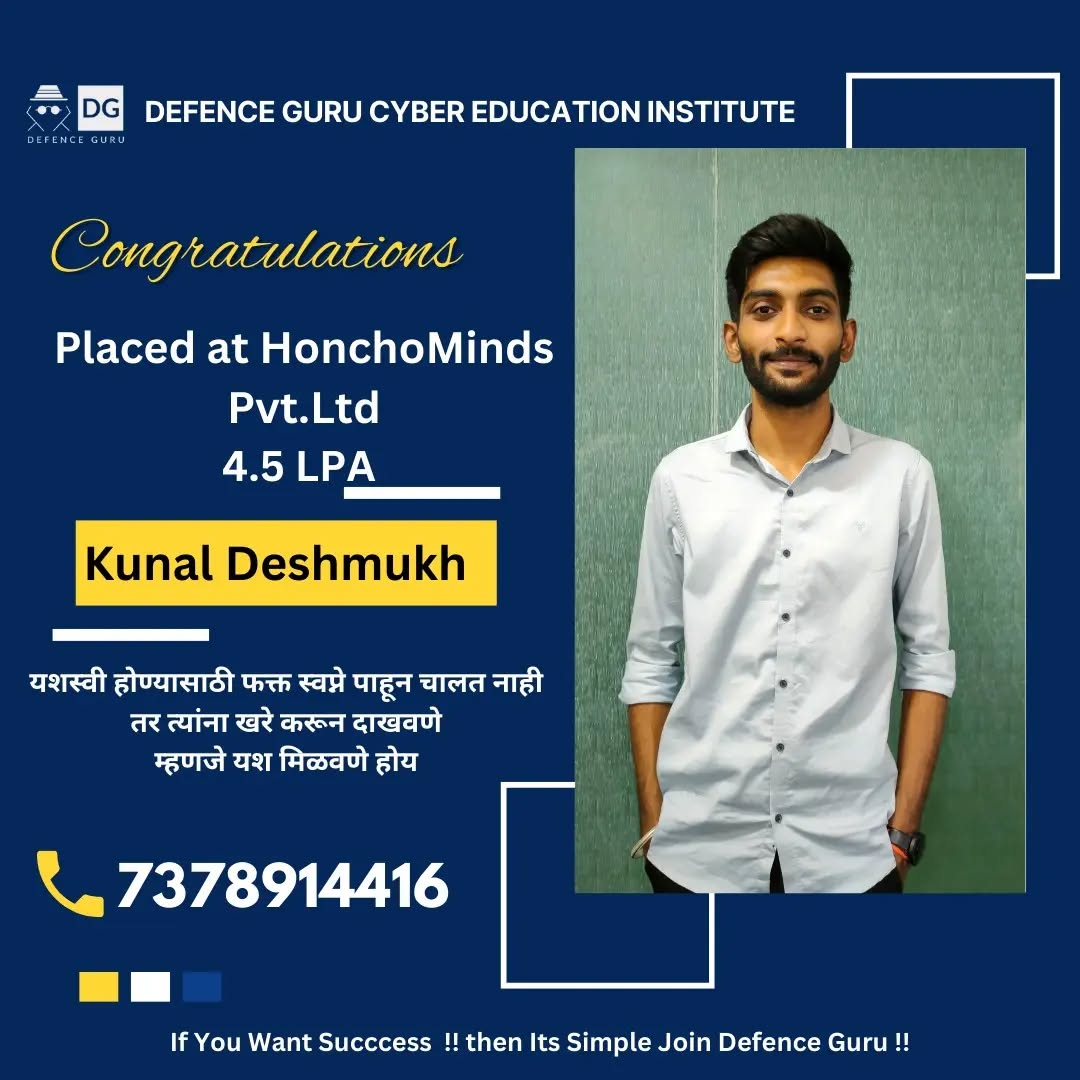 DG
DEFENCE GURU
DEFENCE GURU CYBER EDUCATION INSTITUTE
Congratulations
Placed at HonchoMinds
Pvt.Ltd
4.5 LPA
Kunal Deshmukh
यशस्वी होण्यासाठी फक्त स्वप्ने पाहून चालत नाही
तर त्यांना खरे करून दाखवणे
म्हणजे यश मिळवणे होय
7378914416
If You Want Succcess !! then Its Simple Join Defence Guru !!